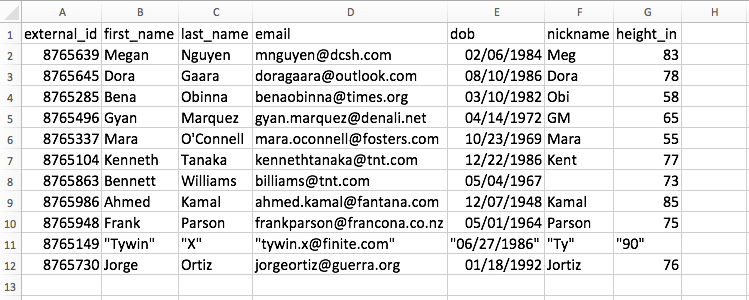 A B C D E F G H
1 external_id first_name last_name email dob nickname height_in
2 8765639 Megan Nguyen mnguyen@dcsh.com 02/06/1984 Meg 83
3 8765645 Dora Gaara doragaara@outlook.com 08/10/1986 Dora 78
4 8765285 Bena Obinna benaobinna@times.org 03/10/1982 Obi 58
5 8765496 Gyan Marquez gyan.marquez@denali.net 04/14/1972 GM 65
6 8765337 Mara O'Connell mara.oconnell@fosters.com 10/23/1969 Mara 55
7 8765104 Kenneth Tanaka kennethtanaka@tnt.com 12/22/1986 Kent 77
8 8765863 Bennett Williams billiams@tnt.com 05/04/1967 73
9 8765986 Ahmed Kamal ahmed.kamal@fantana.com 12/07/1948 Kamal 85
10 8765948 Frank Parson frankparson@francona.co.nz 05/01/1964 Parson 75
11 8765149 "Tywin" "X" "tywin.x@finite.com" "06/27/1986" "Ty" "90"
12 8765730 Jorge Ortiz jorgeortiz@guerra.org 01/18/1992 Jortiz 76
13